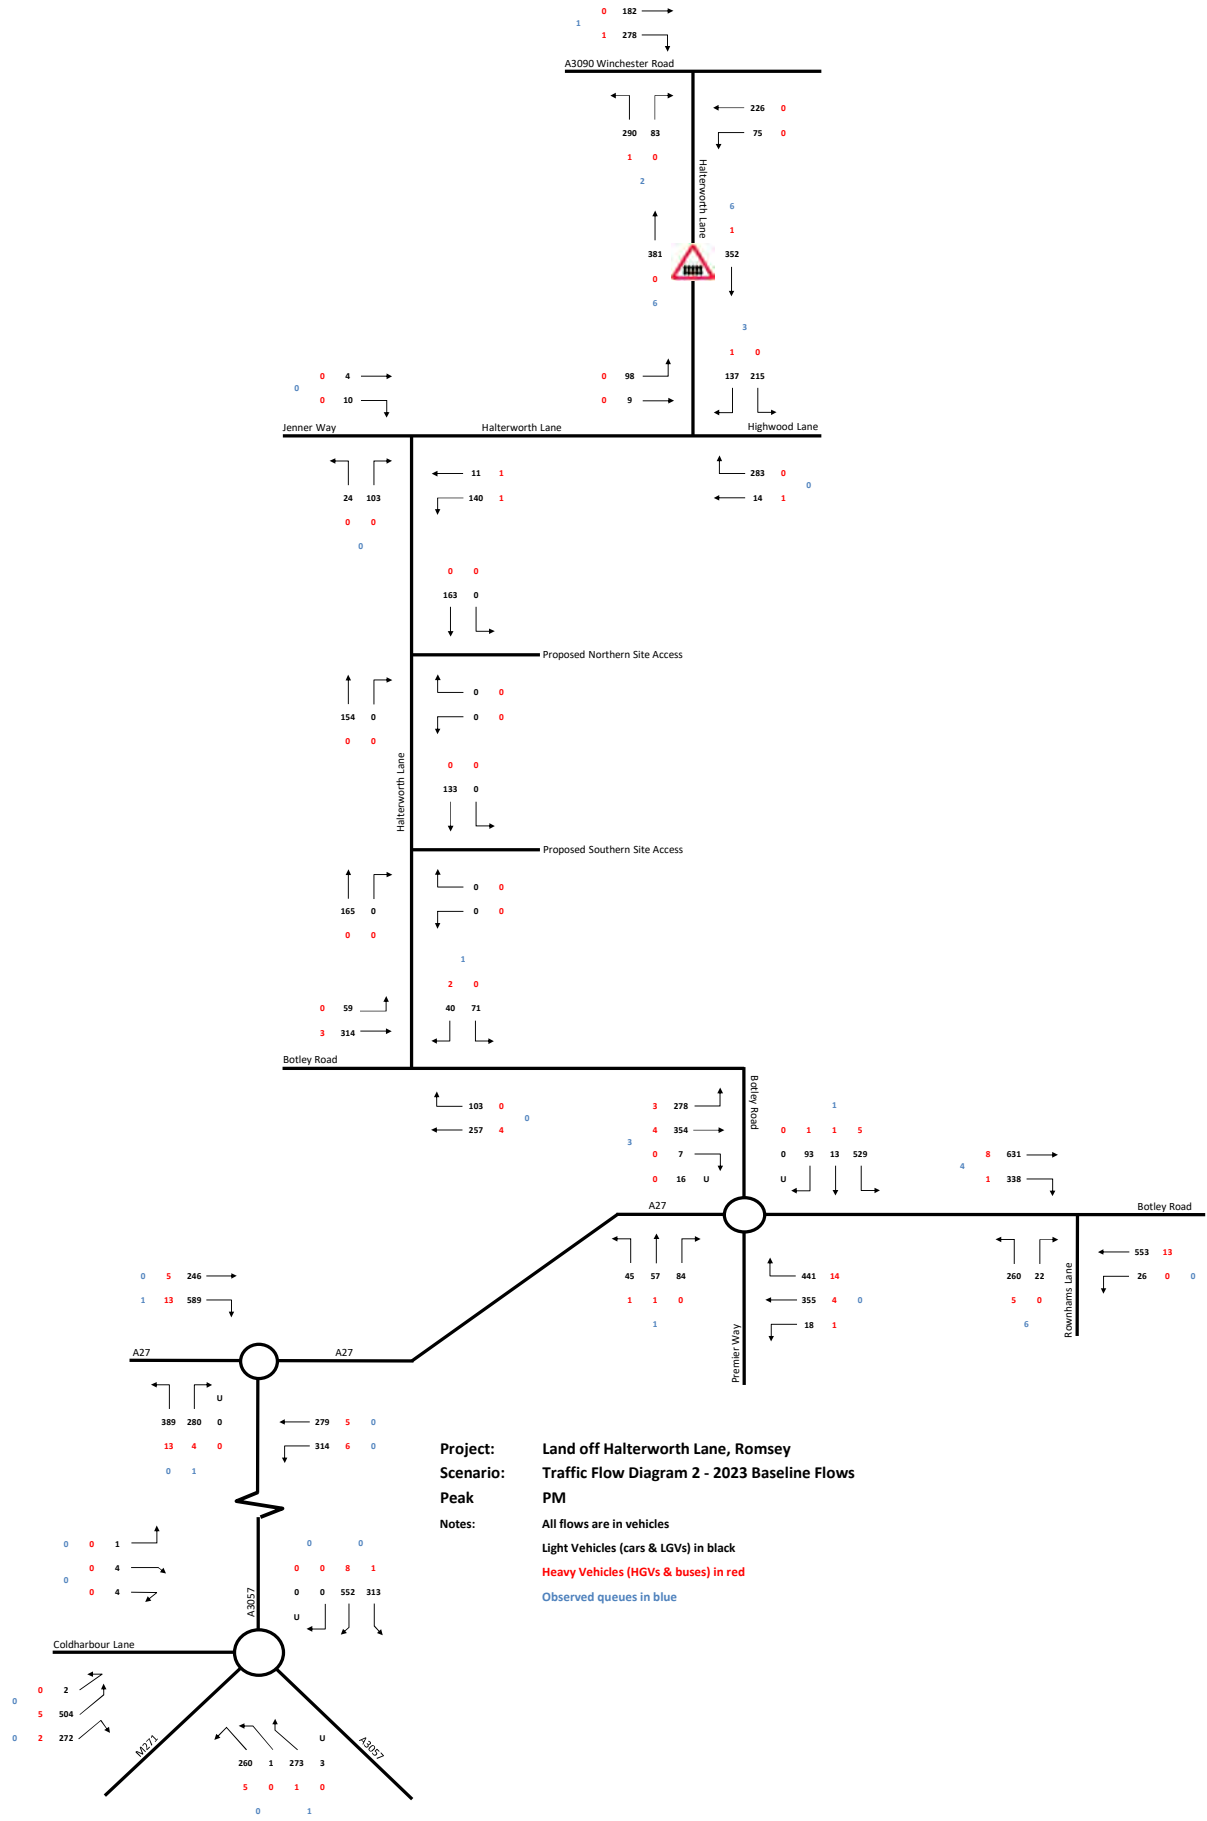 0 182
1
1 278
A3090 Winchester Road
226 0
290 83
75 0
1 0
Halterworth Lane
2
6
1
381 352
0
6
3
1 0
0 4 0 98 137 215
0
0 10 0 9
Jenner Way Halterworth Lane Highwood Lane
11 1 283 0
0
24 103 140 1 14 1
0 0
0
0 0
163 0
Proposed Northern Site Access
0 0
154 0 0 0
0 0
Halterworth Lane
0 0
133 0
Proposed Southern Site Access
0 0
165 0 0 0
0 0
1
2 0
0 59 40 71
3 314
Botley Road
Botley Road
103 0 3 278 1
0
257 4 4 354 0 1 1 5
3
0 7 0 93 13 529 8 631
4
0 16 U U 1 338
A27 Botley Road
553 13
45 57 84 441 14 260 22 26 0 0
1 1 0 355 4 0 5 0
1 18 1 6
Rownhams Lane
Premier Way
0 5 246
1 13 589
A27 A27
U
389 280 0 279 5 0
13 4 0 314 6 0
0 1
Project: Land off Halterworth Lane, Romsey
Scenario: Traffic Flow Diagram 2 - 2023 Baseline Flows
Peak PM
Notes: All flows are in vehicles
Light Vehicles (cars & LGVs) in black
Heavy Vehicles (HGVs & buses) in red
Observed queues in blue
0 0 1 0 0
0 4 0 0 8 1
0
0 4 0 0 552 313
U
A3057
Coldharbour Lane
0 2
0
5 504
0 2 272
M271
A3057
U
260 1 273 3
5 0 1 0
0 1